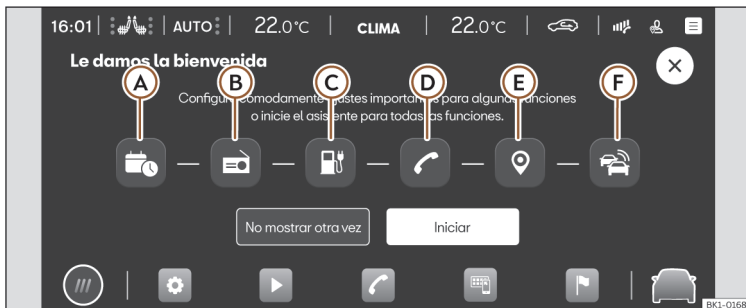 16:01 AUTO 22.0°C CLIMA 22.0°C
Le damos la bienvenida
A B C D E F
Configure cómodamente ajustes importantes para algunas funciones
o inicie el asistente para todas las funciones.
No mostrar otra vez Iniciar
BK1-0168